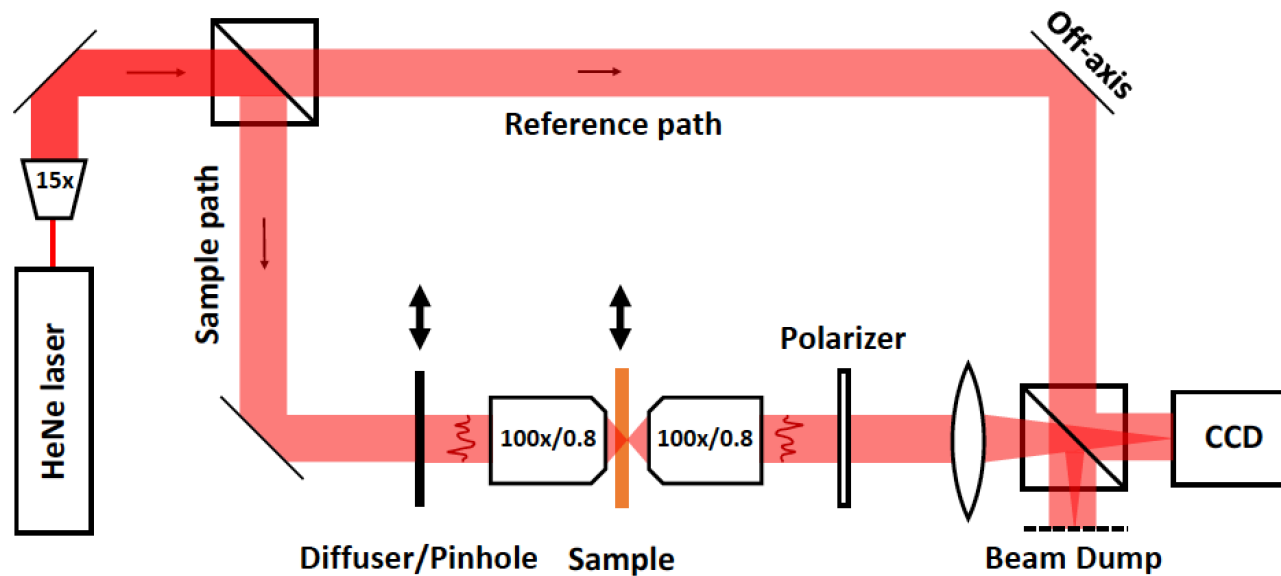 Off-axis
Reference path
15x
Sample path
HeNe laser
Polarizer
100x/0.8
100x/0.8
CCD
Diffuser/Pinhole
Sample
Beam Dump